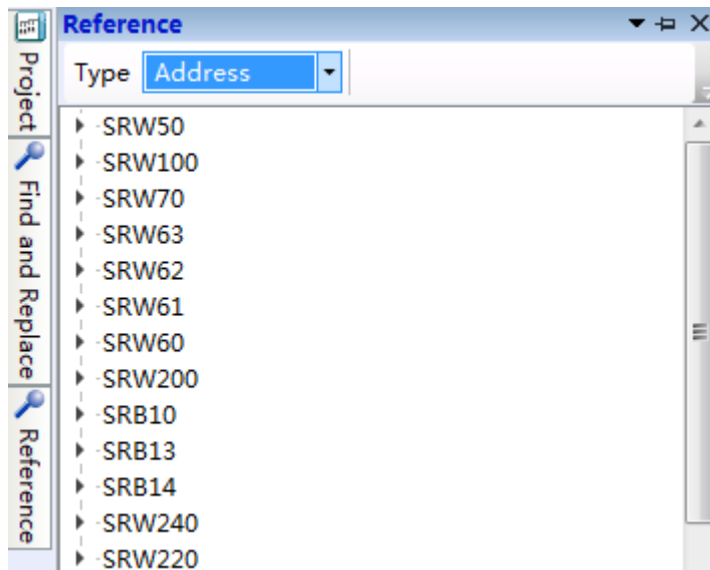 Reference
Type Address
SRW50
SRW100
SRW70
SRW63
SRW62
SRW61
SRW60
SRW200
SRB10
SRB13
SRB14
SRW240
SRW220
Project
Find and Replace
Reference